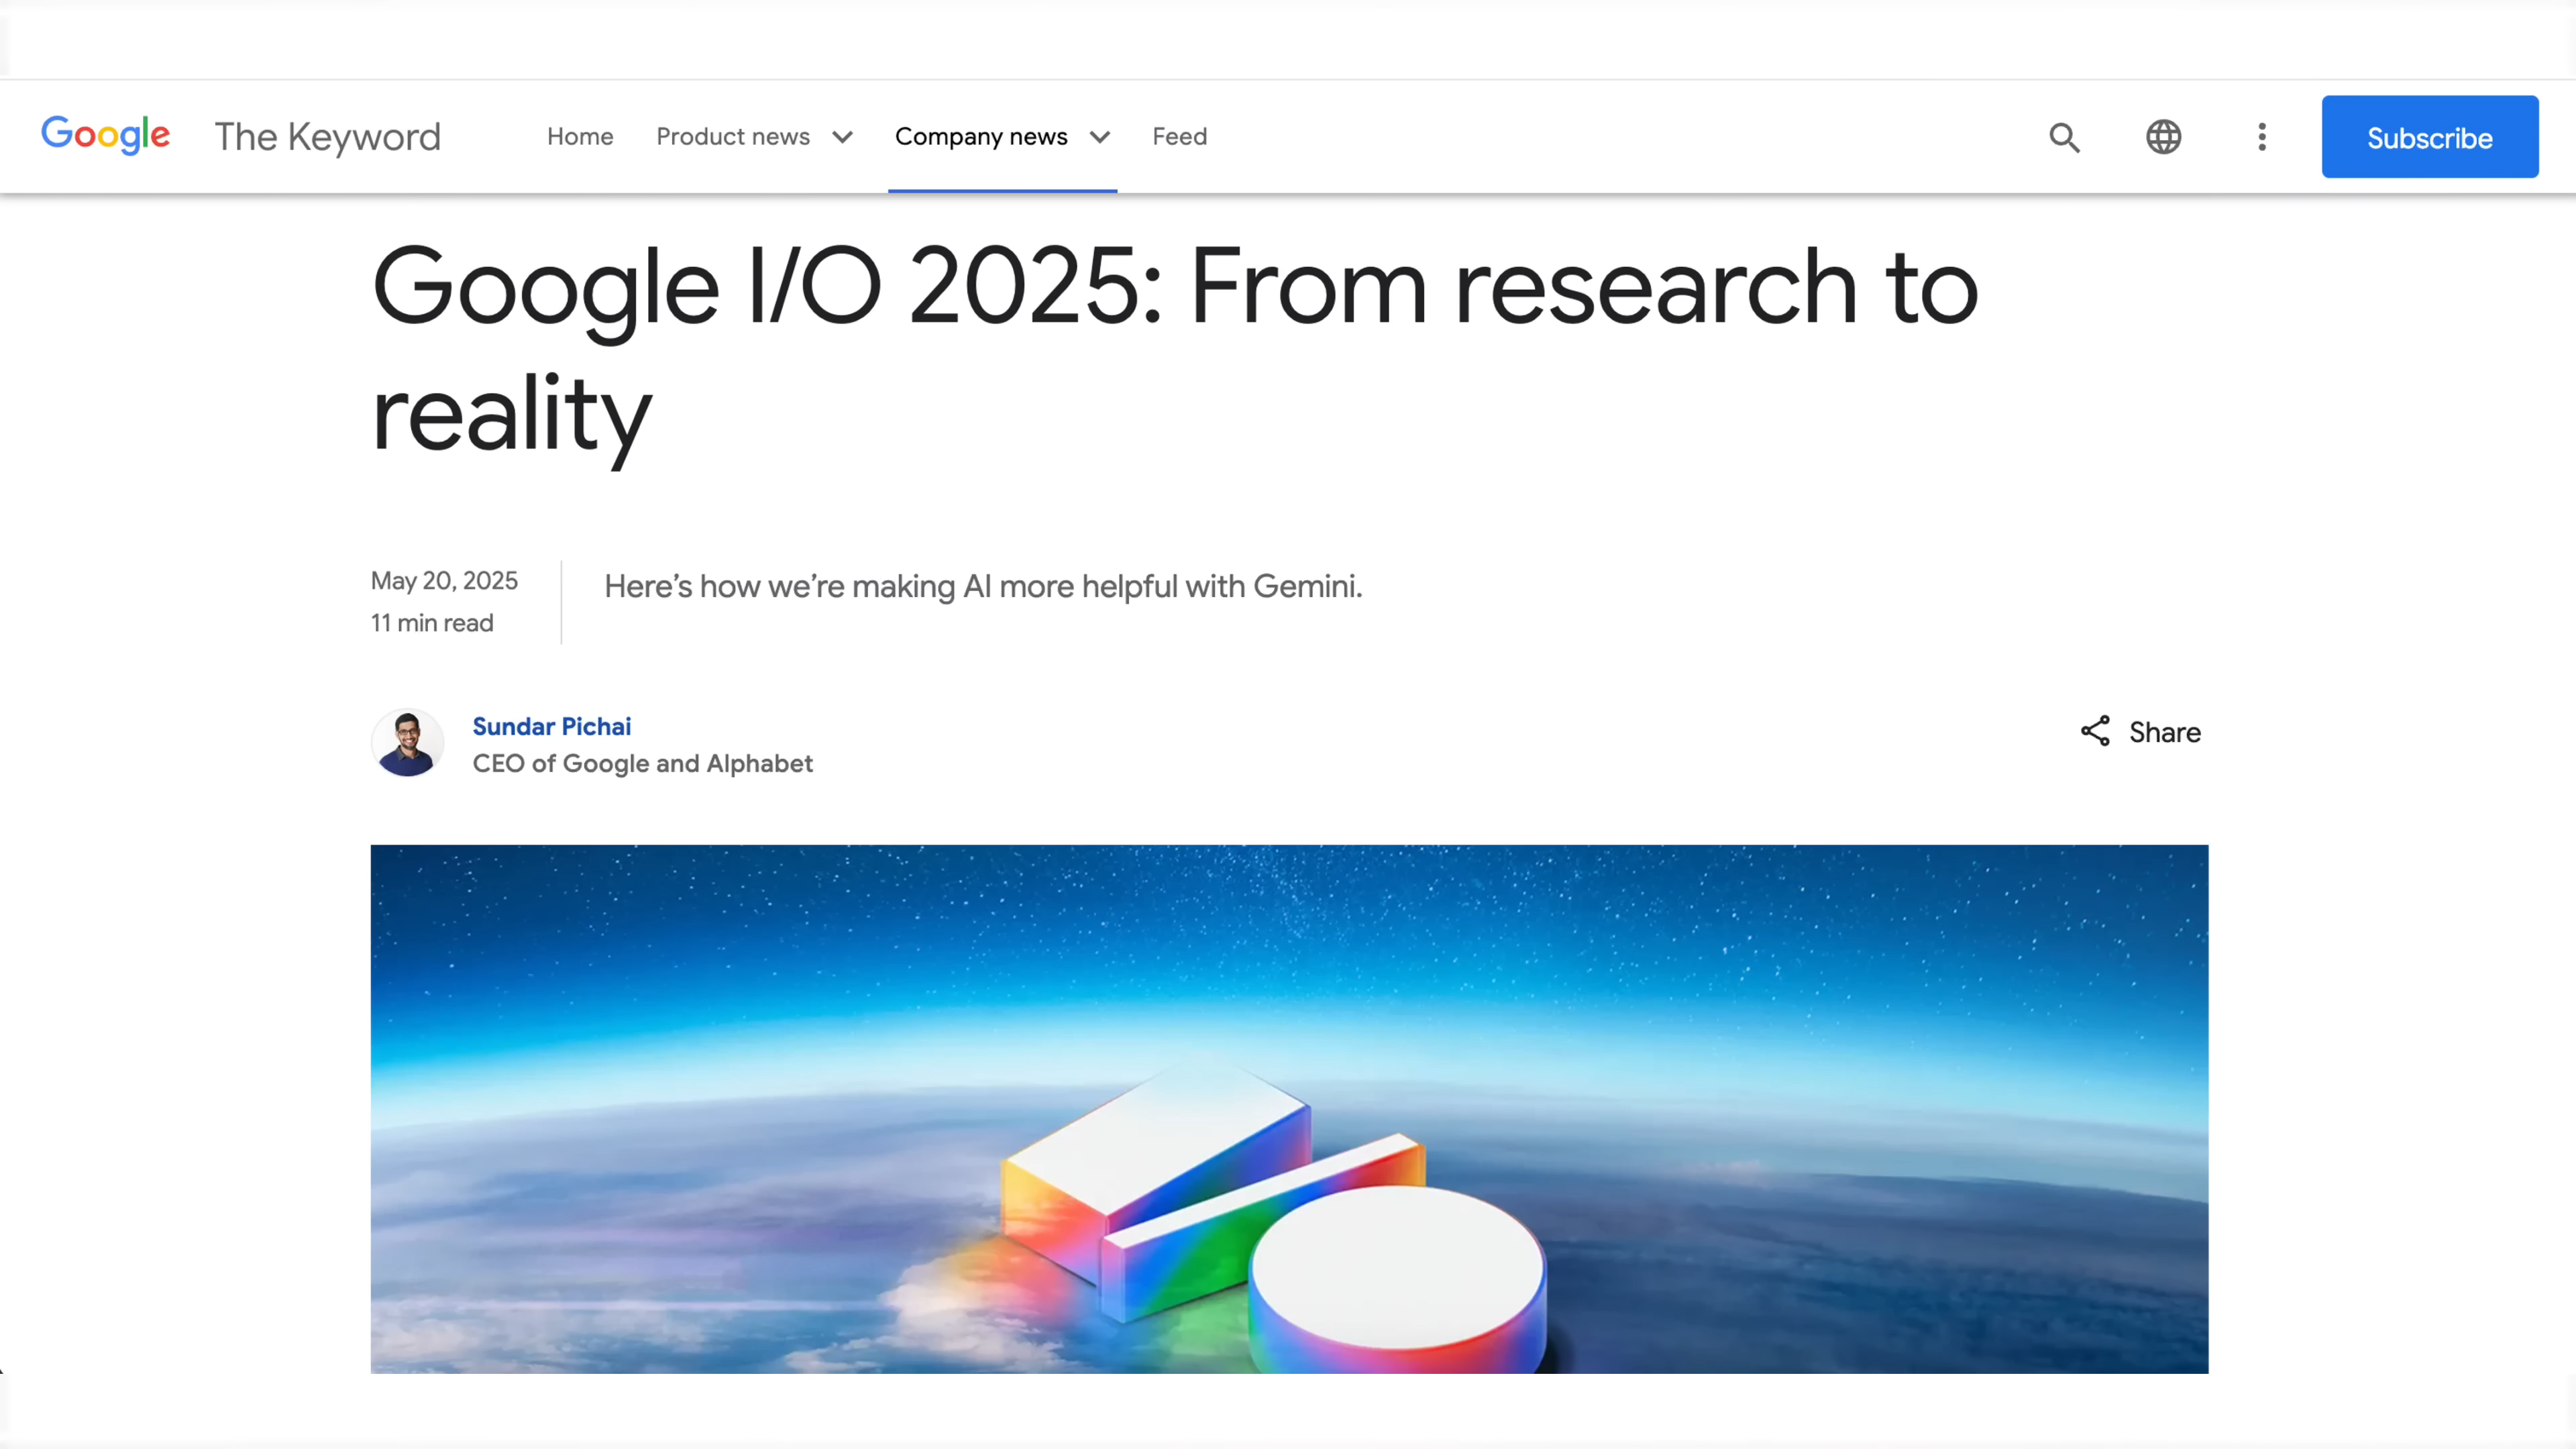 Google The Keyword Home Product news Company news Feed Subscribe
Google I/O 2025: From research to
reality
May 20, 2025
11 min read
Here’s how we’re making AI more helpful with Gemini.
Sundar Pichai
CEO of Google and Alphabet
Share